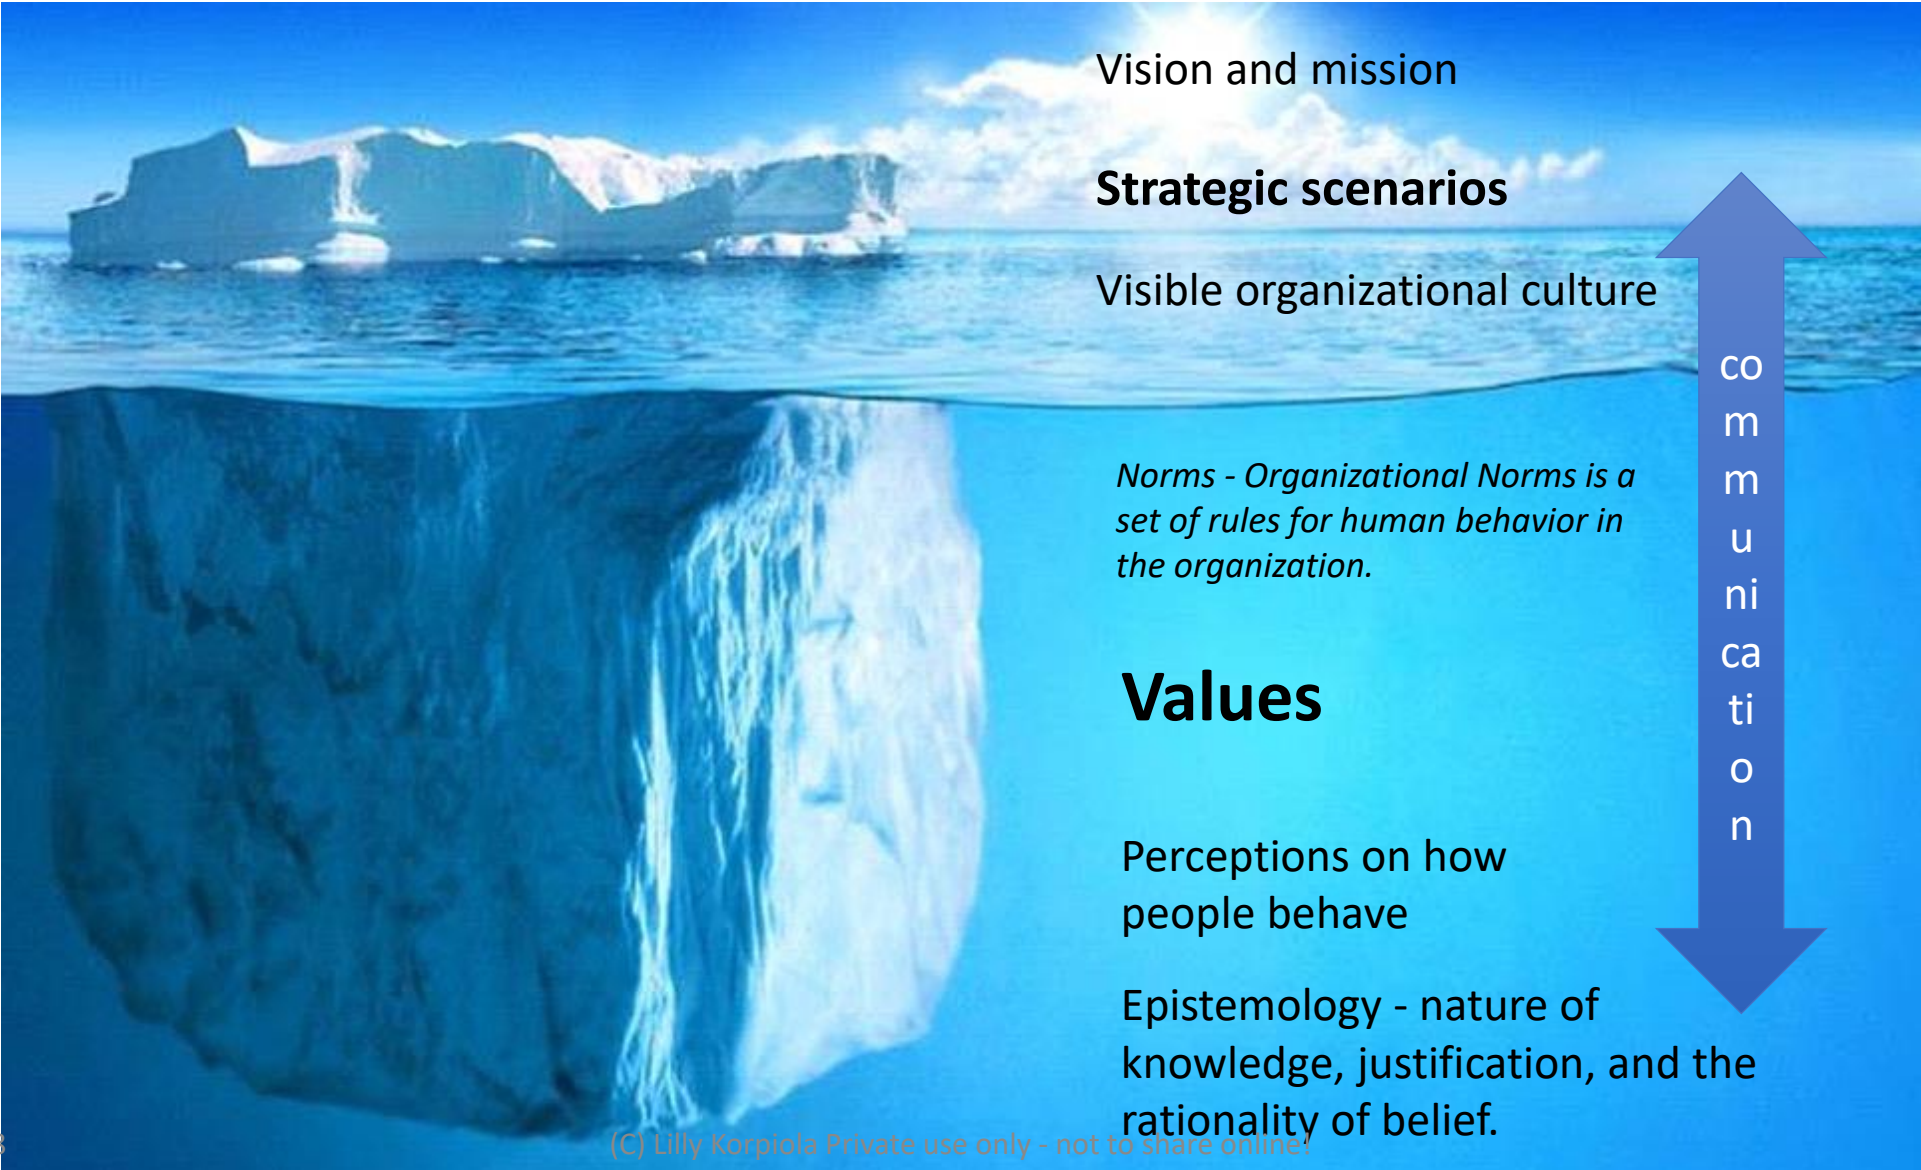 Vision and mission
Strategic scenarios
Visible organizational culture
co
m
m
u
ni
ca
ti
o
n
Norms - Organizational Norms is a
set of rules for human behavior in
the organization.
Values
Perceptions on how
people behave
Epistemology - nature of
knowledge, justification, and the
rationality of belief.
(C) Lilly Korpiola Private use only - not to share online!